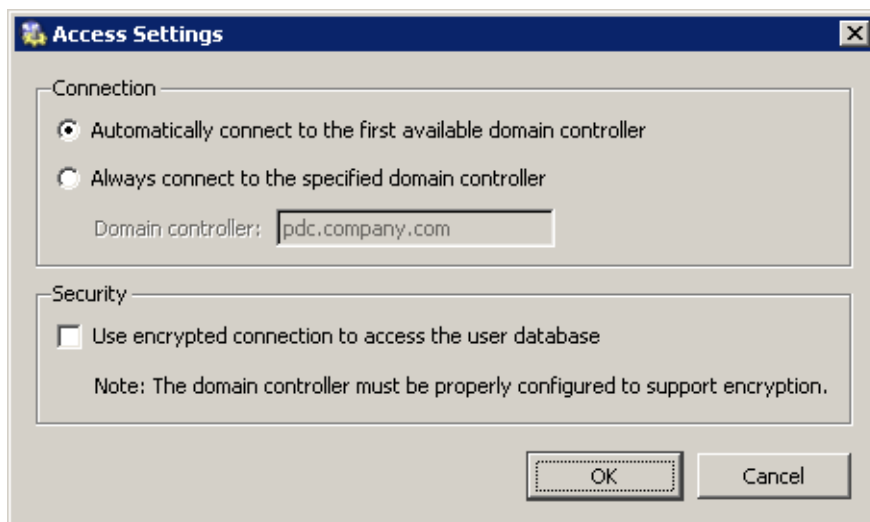 Access Settings
Connection
Automatically connect to the first available domain controller
Always connect to the specified domain controller
Domain controller: pdc.company.com
Security
Use encrypted connection to access the user database
Note: The domain controller must be properly configured to support encryption.
OK Cancel